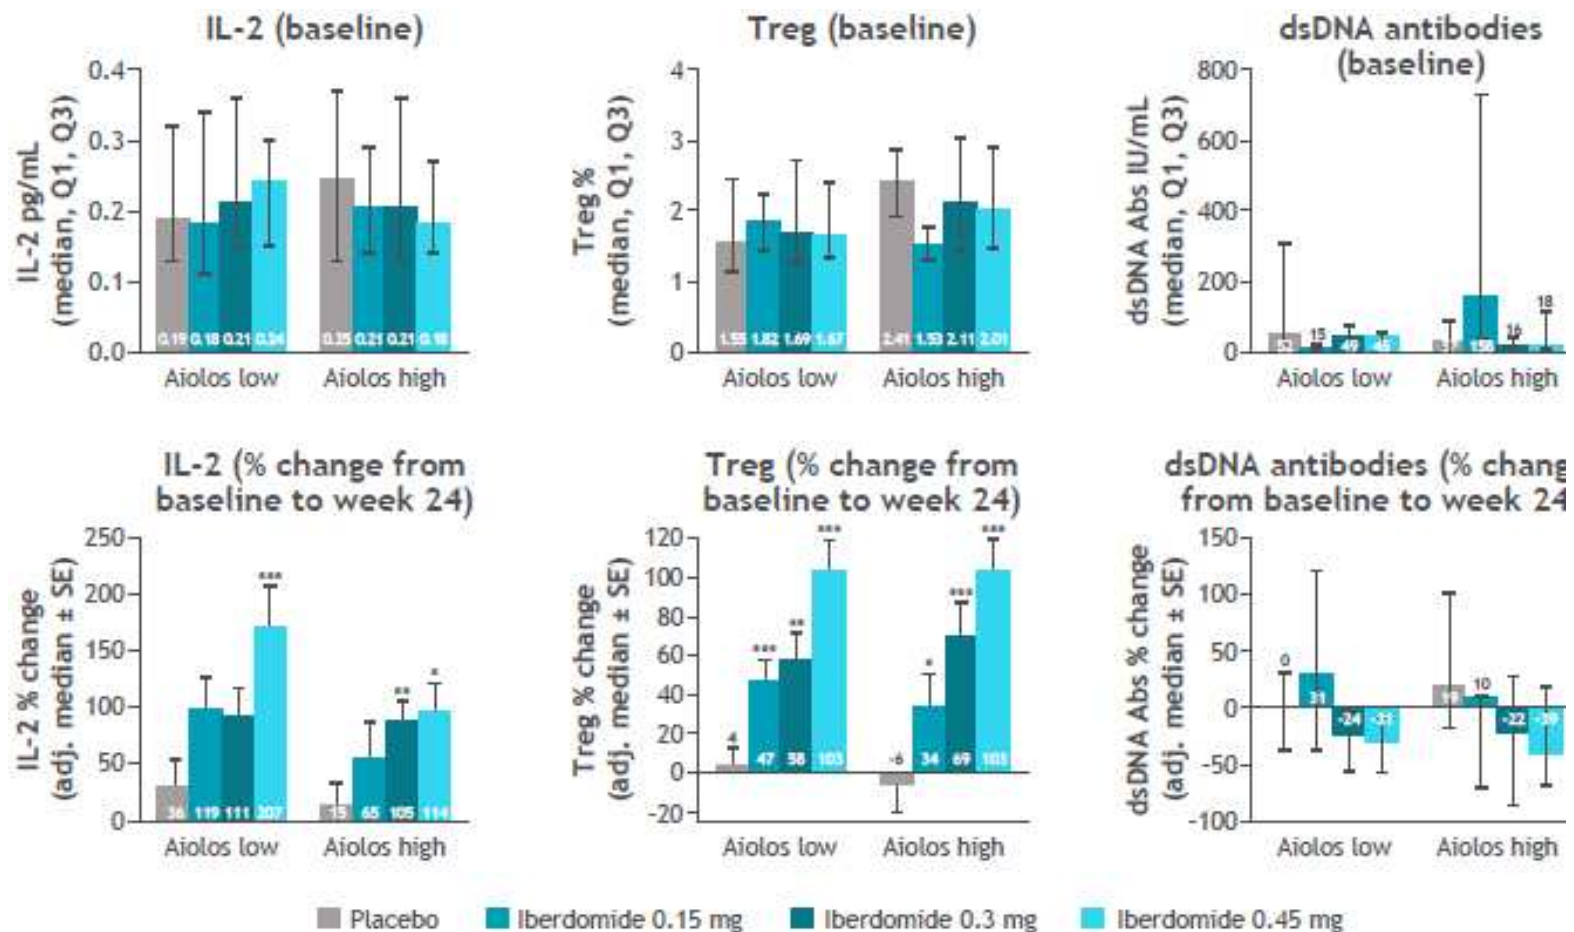 IL-2 (baseline)
IL-2 pg/mL
(median, Q1, Q3)
0.4
0.3
0.2
0.1
0.0
0.19 0.18 0.21 0.24
0.25 0.21 0.21 0.18
Aiolos low
Aiolos high
Treg (baseline)
Treg %
(median, Q1, Q3)
4
3
2
1
0
1.55 1.82 1.69 1.67
2.41 1.53 2.11 2.01
Aiolos low
Aiolos high
dsDNA antibodies
(baseline)
dsDNA Abs IU/mL
(median, Q1, Q3)
800
600
400
200
0
52 15 49
16 18
Aiolos low
Aiolos high
IL-2 (% change from
baseline to week 24)
IL-2 % change
(adj. median ± SE)
250
200
150
100
50
0
***
** *
36 119 111 207
15 65 105 114
Aiolos low
Aiolos high
Treg (% change from
baseline to week 24)
Treg % change
(adj. median ± SE)
120
100
80
60
40
20
0
-20
*** ** ***
* *** ***
4 47 58 103
-6 34 69 103
Aiolos low
Aiolos high
dsDNA antibodies (% chang
from baseline to week 24
dsDNA Abs % change
(adj. median ± SE)
150
100
50
0
-50
-100
0 31 -24 -31
10 -22 -39
Aiolos low
Aiolos high
Placebo
Iberdomide 0.15 mg
Iberdomide 0.3 mg
Iberdomide 0.45 mg